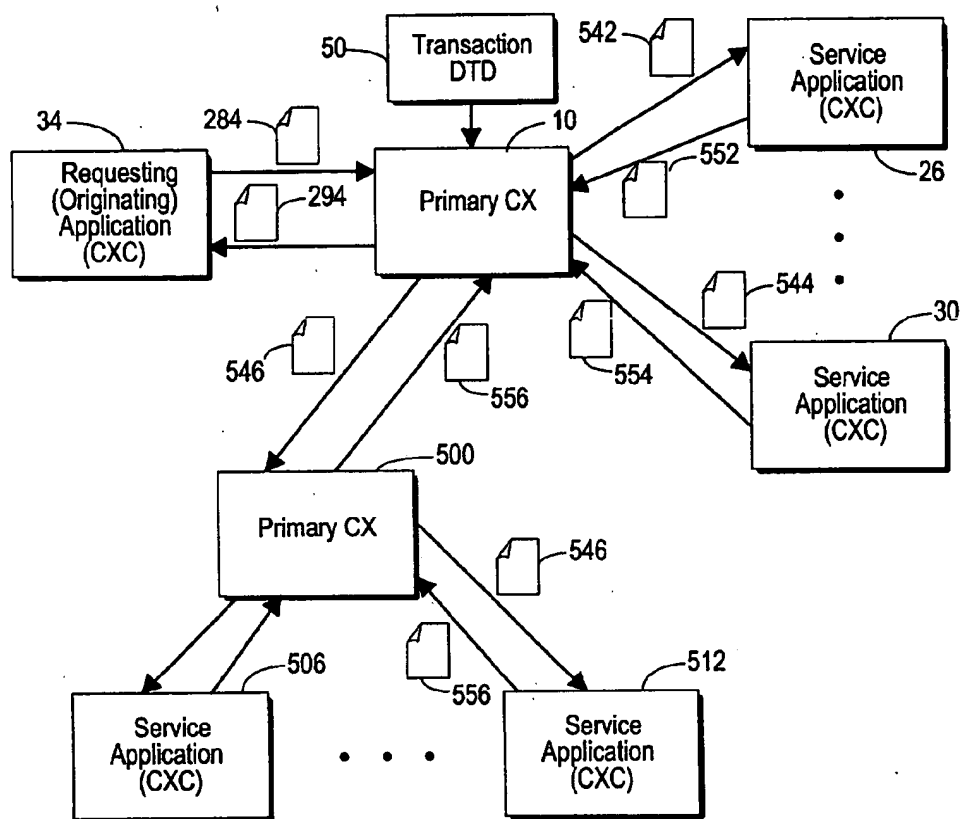 50
Transaction
DTD
542
Service
Application
(CXC)
26
34
284
10
Requesting
(Originating)
Application
(CXC)
294
Primary CX
552
544
30
546
556
554
Service
Application
(CXC)
500
Primary CX
546
506
556
512
Service
Application
(CXC)
Service
Application
(CXC)